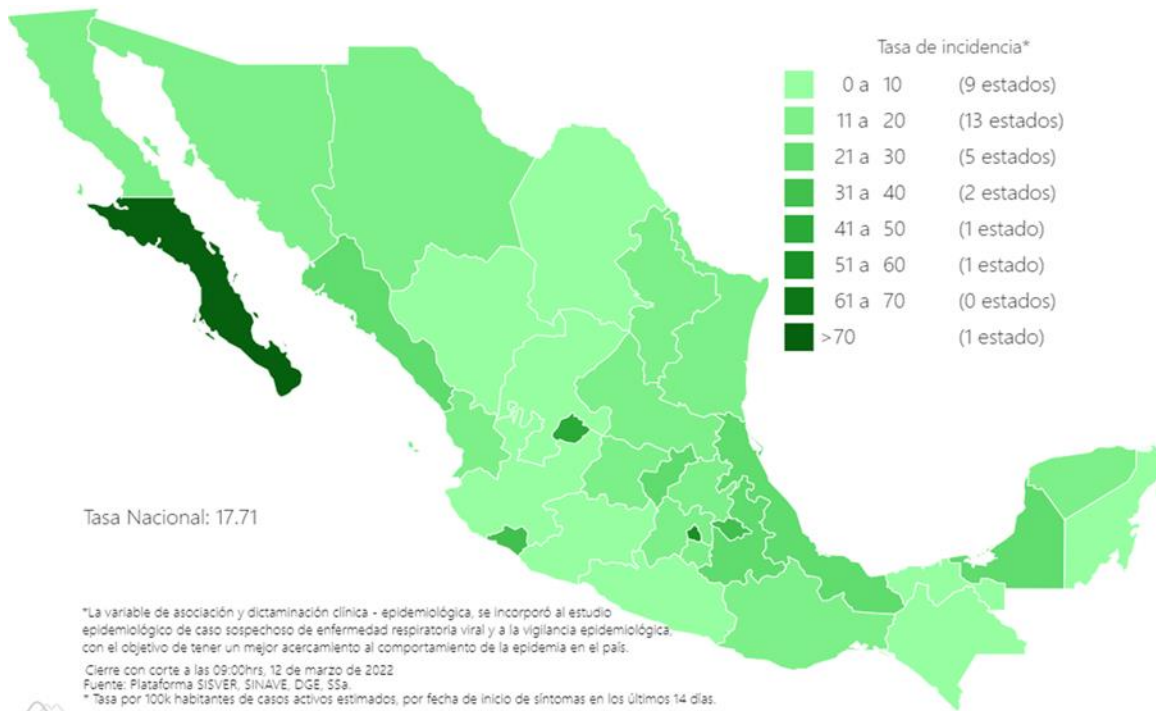 Tasa de incidencia*
0 a 10 (9 estados)
11 a 20 (13 estados)
21 a 30 (5 estados)
31 a 40 (2 estados)
41 a 50 (1 estado)
51 a 60 (1 estado)
61 a 70 (0 estados)
>70 (1 estado)
Tasa Nacional: 17.71
*La variable de asociación y dictaminación clínica - epidemiológica, se incorporó al estudio
epidemiológico de caso sospechoso de enfermedad respiratoria viral y a la vigilancia epidemiológica,
con el objetivo de tener un mejor acercamiento al comportamiento de la epidemia en el país.
Cierre con corte a las 09:00hrs, 12 de marzo de 2022
Fuente: Plataforma SISVER, SINAVE, DGE, SSa.
* Tasa por 100k habitantes de casos activos estimados, por fecha de inicio de síntomas en los últimos 14 días.